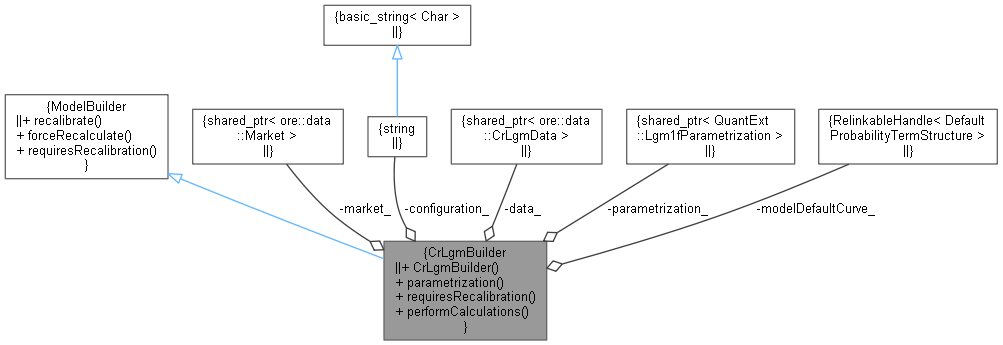 {basic_string< Char >
||}
{ModelBuilder
||+ recalibrate()
+ forceRecalculate()
+ requiresRecalibration()
}
{shared_ptr< ore::data
::Market >
||}
{string
||}
{shared_ptr< ore::data
::CrLgmData >
||}
{shared_ptr< QuantExt
::Lgm1fParametrization >
||}
{RelinkableHandle< Default
ProbabilityTermStructure >
||}
-market_
-configuration_
-data_
-parametrization_
-modelDefaultCurve_
{CrLgmBuilder
||+ CrLgmBuilder()
+ parametrization()
+ requiresRecalibration()
+ performCalculations()
}